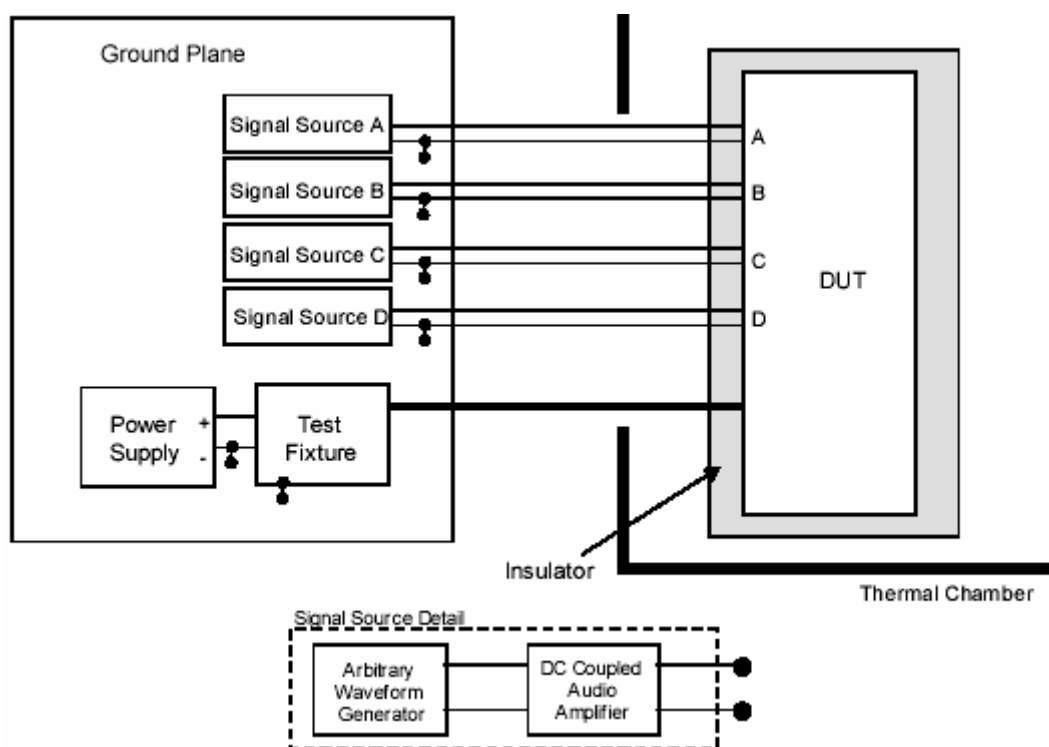 Ground Plane
Signal Source A
A
Signal Source B
B
Signal Source C
C
DUT
Signal Source D
D
Power
Supply
+
-
Test
Fixture
Insulator
Thermal Chamber
Signal Source Detail
Arbitrary
Waveform
Generator
DC Coupled
Audio
Amplifier